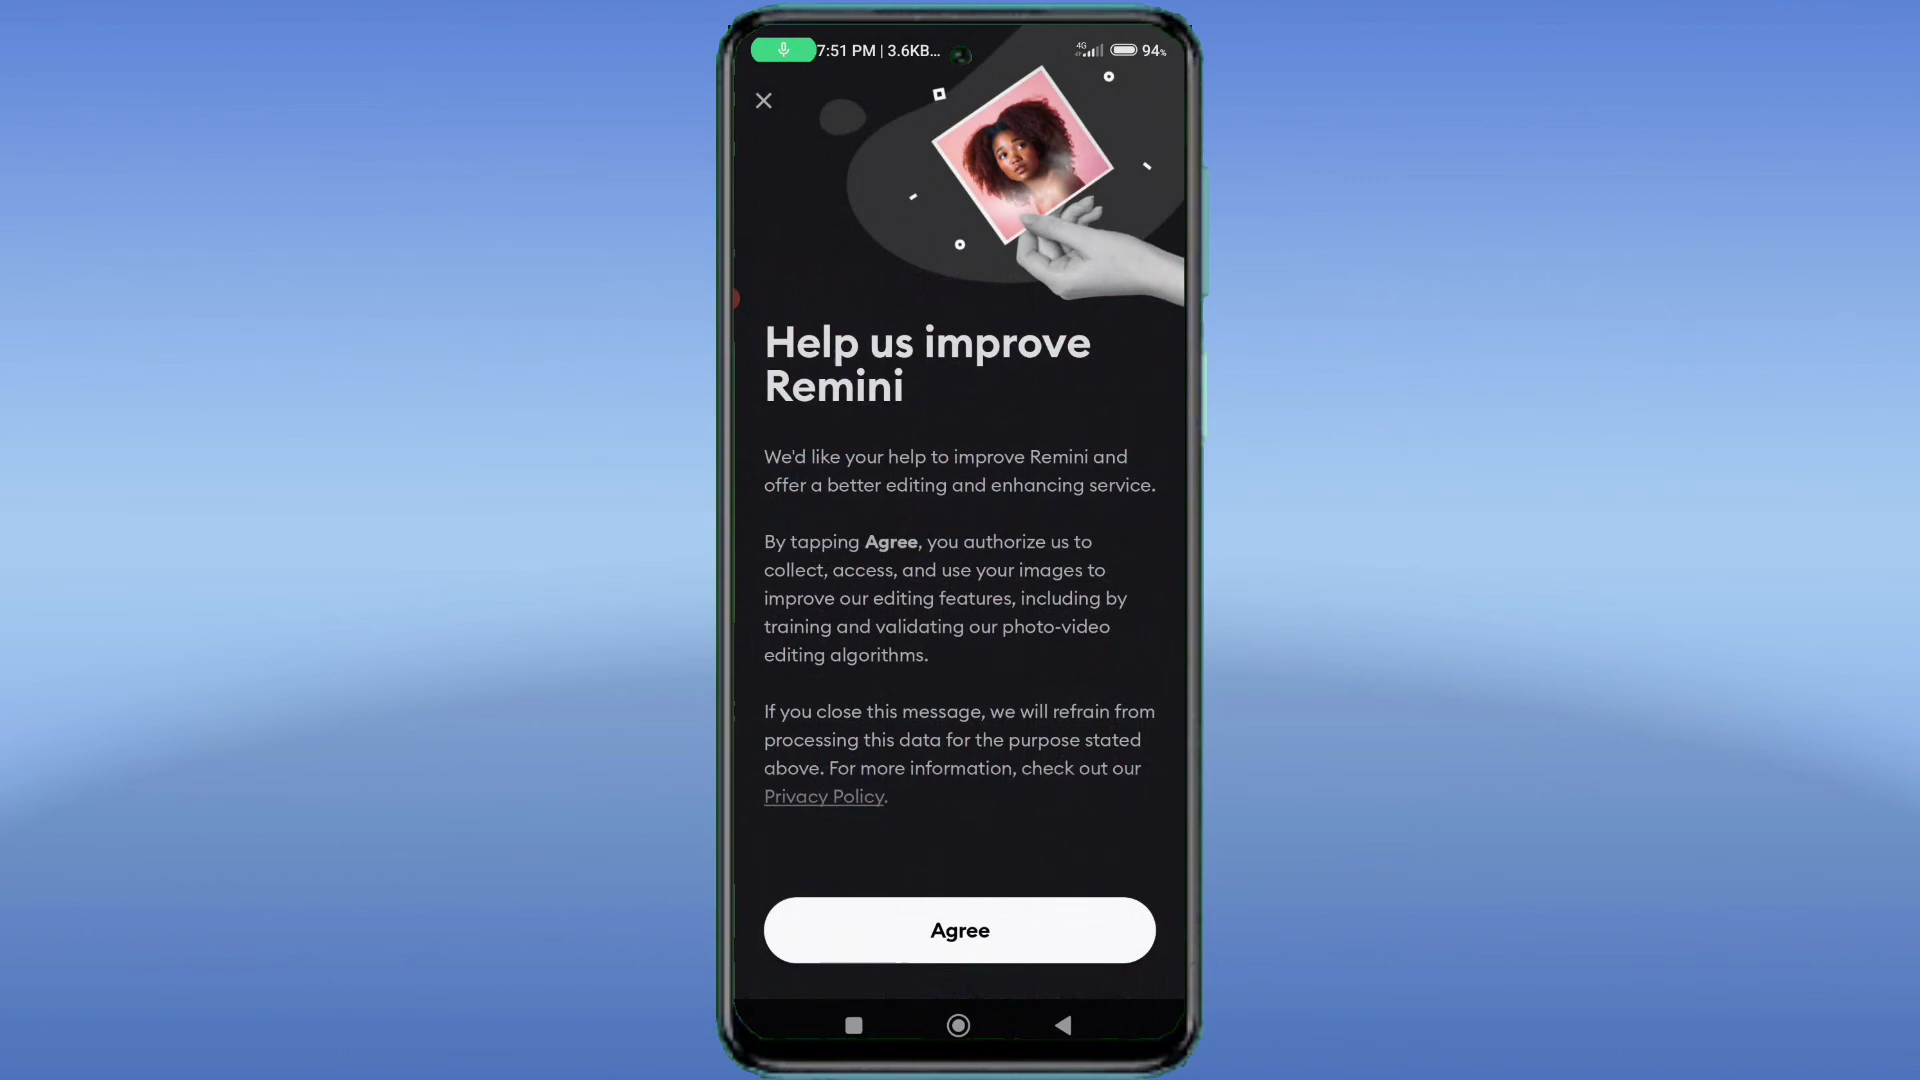 7:51 PM | 3.6KB... 4G 94%
Help us improve
Remini
We'd like your help to improve Remini and
offer a better editing and enhancing service.
By tapping Agree, you authorize us to
collect, access, and use your images to
improve our editing features, including by
training and validating our photo-video
editing algorithms.
If you close this message, we will refrain from
processing this data for the purpose stated
above. For more information, check out our
Privacy Policy.
Agree